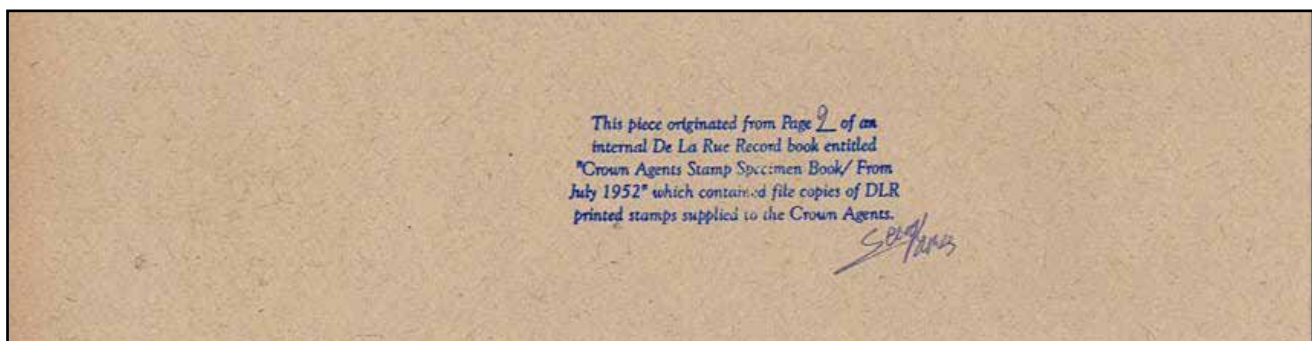 This piece originated from Page 9 of an
internal De La Rue Record book entitled
"Crown Agents Stamp Specimen Book/ From
July 1952" which contained file copies of DLR
printed stamps supplied to the Crown Agents.